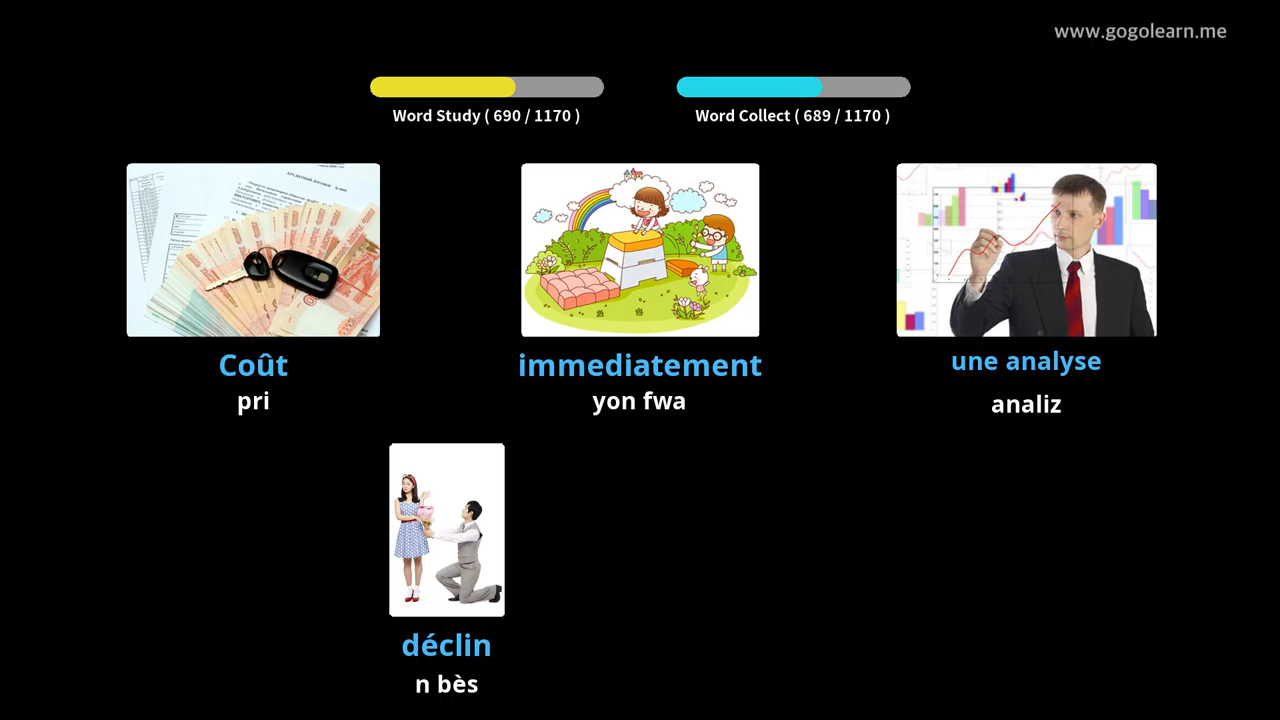 www.gogolearn.me
Word Study ( 690 / 1170 )
Word Collect ( 689 / 1170 )
Coût
immediatement
une analyse
pri
yon fwa
analiz
déclin
n bès